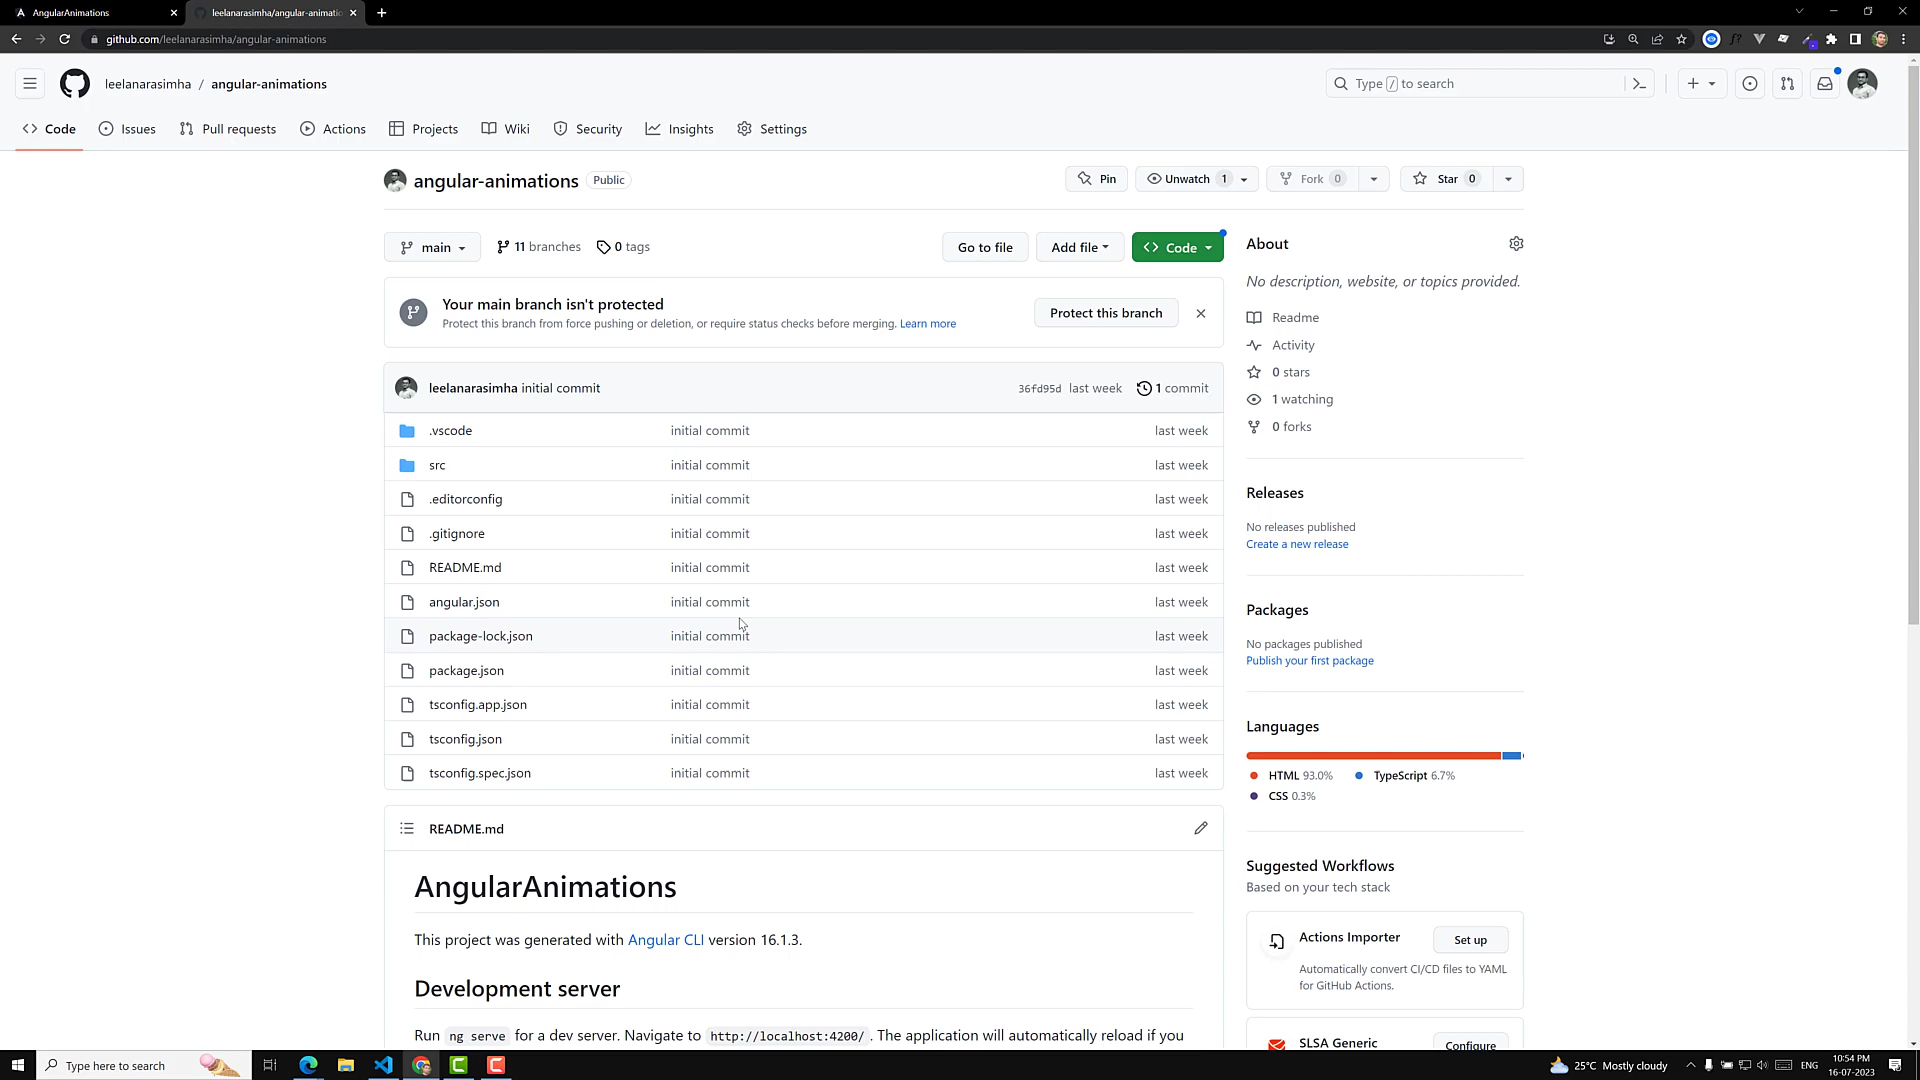 AngularAnimations
leelanarasimha/angular-animatio
github.com/leelanarasimha/angular-animations
leelanarasimha / angular-animations
Type / to search
Code
Issues
Pull requests
Actions
Projects
Wiki
Security
Insights
Settings
angular-animations Public
Pin
Unwatch 1
Fork 0
Star 0
main
11 branches
0 tags
Go to file
Add file
Code
Your main branch isn't protected
Protect this branch from force pushing or deletion, or require status checks before merging. Learn more
Protect this branch
leelanarasimha initial commit 36fd95d last week 1 commit
.vscode initial commit last week
src initial commit last week
.editorconfig initial commit last week
.gitignore initial commit last week
README.md initial commit last week
angular.json initial commit last week
package-lock.json initial commit last week
package.json initial commit last week
tsconfig.app.json initial commit last week
tsconfig.json initial commit last week
tsconfig.spec.json initial commit last week
README.md
AngularAnimations
This project was generated with Angular CLI version 16.1.3.
Development server
Run ng serve for a dev server. Navigate to http://localhost:4200/ . The application will automatically reload if you
About
No description, website, or topics provided.
Readme
Activity
0 stars
1 watching
0 forks
Releases
No releases published
Create a new release
Packages
No packages published
Publish your first package
Languages
HTML 93.0% TypeScript 6.7%
CSS 0.3%
Suggested Workflows
Based on your tech stack
Actions Importer
Set up
Automatically convert CI/CD files to YAML
for GitHub Actions.
SLSA Generic
Configure
Type here to search
25°C Mostly cloudy
ENG
10:54 PM
16-07-2023